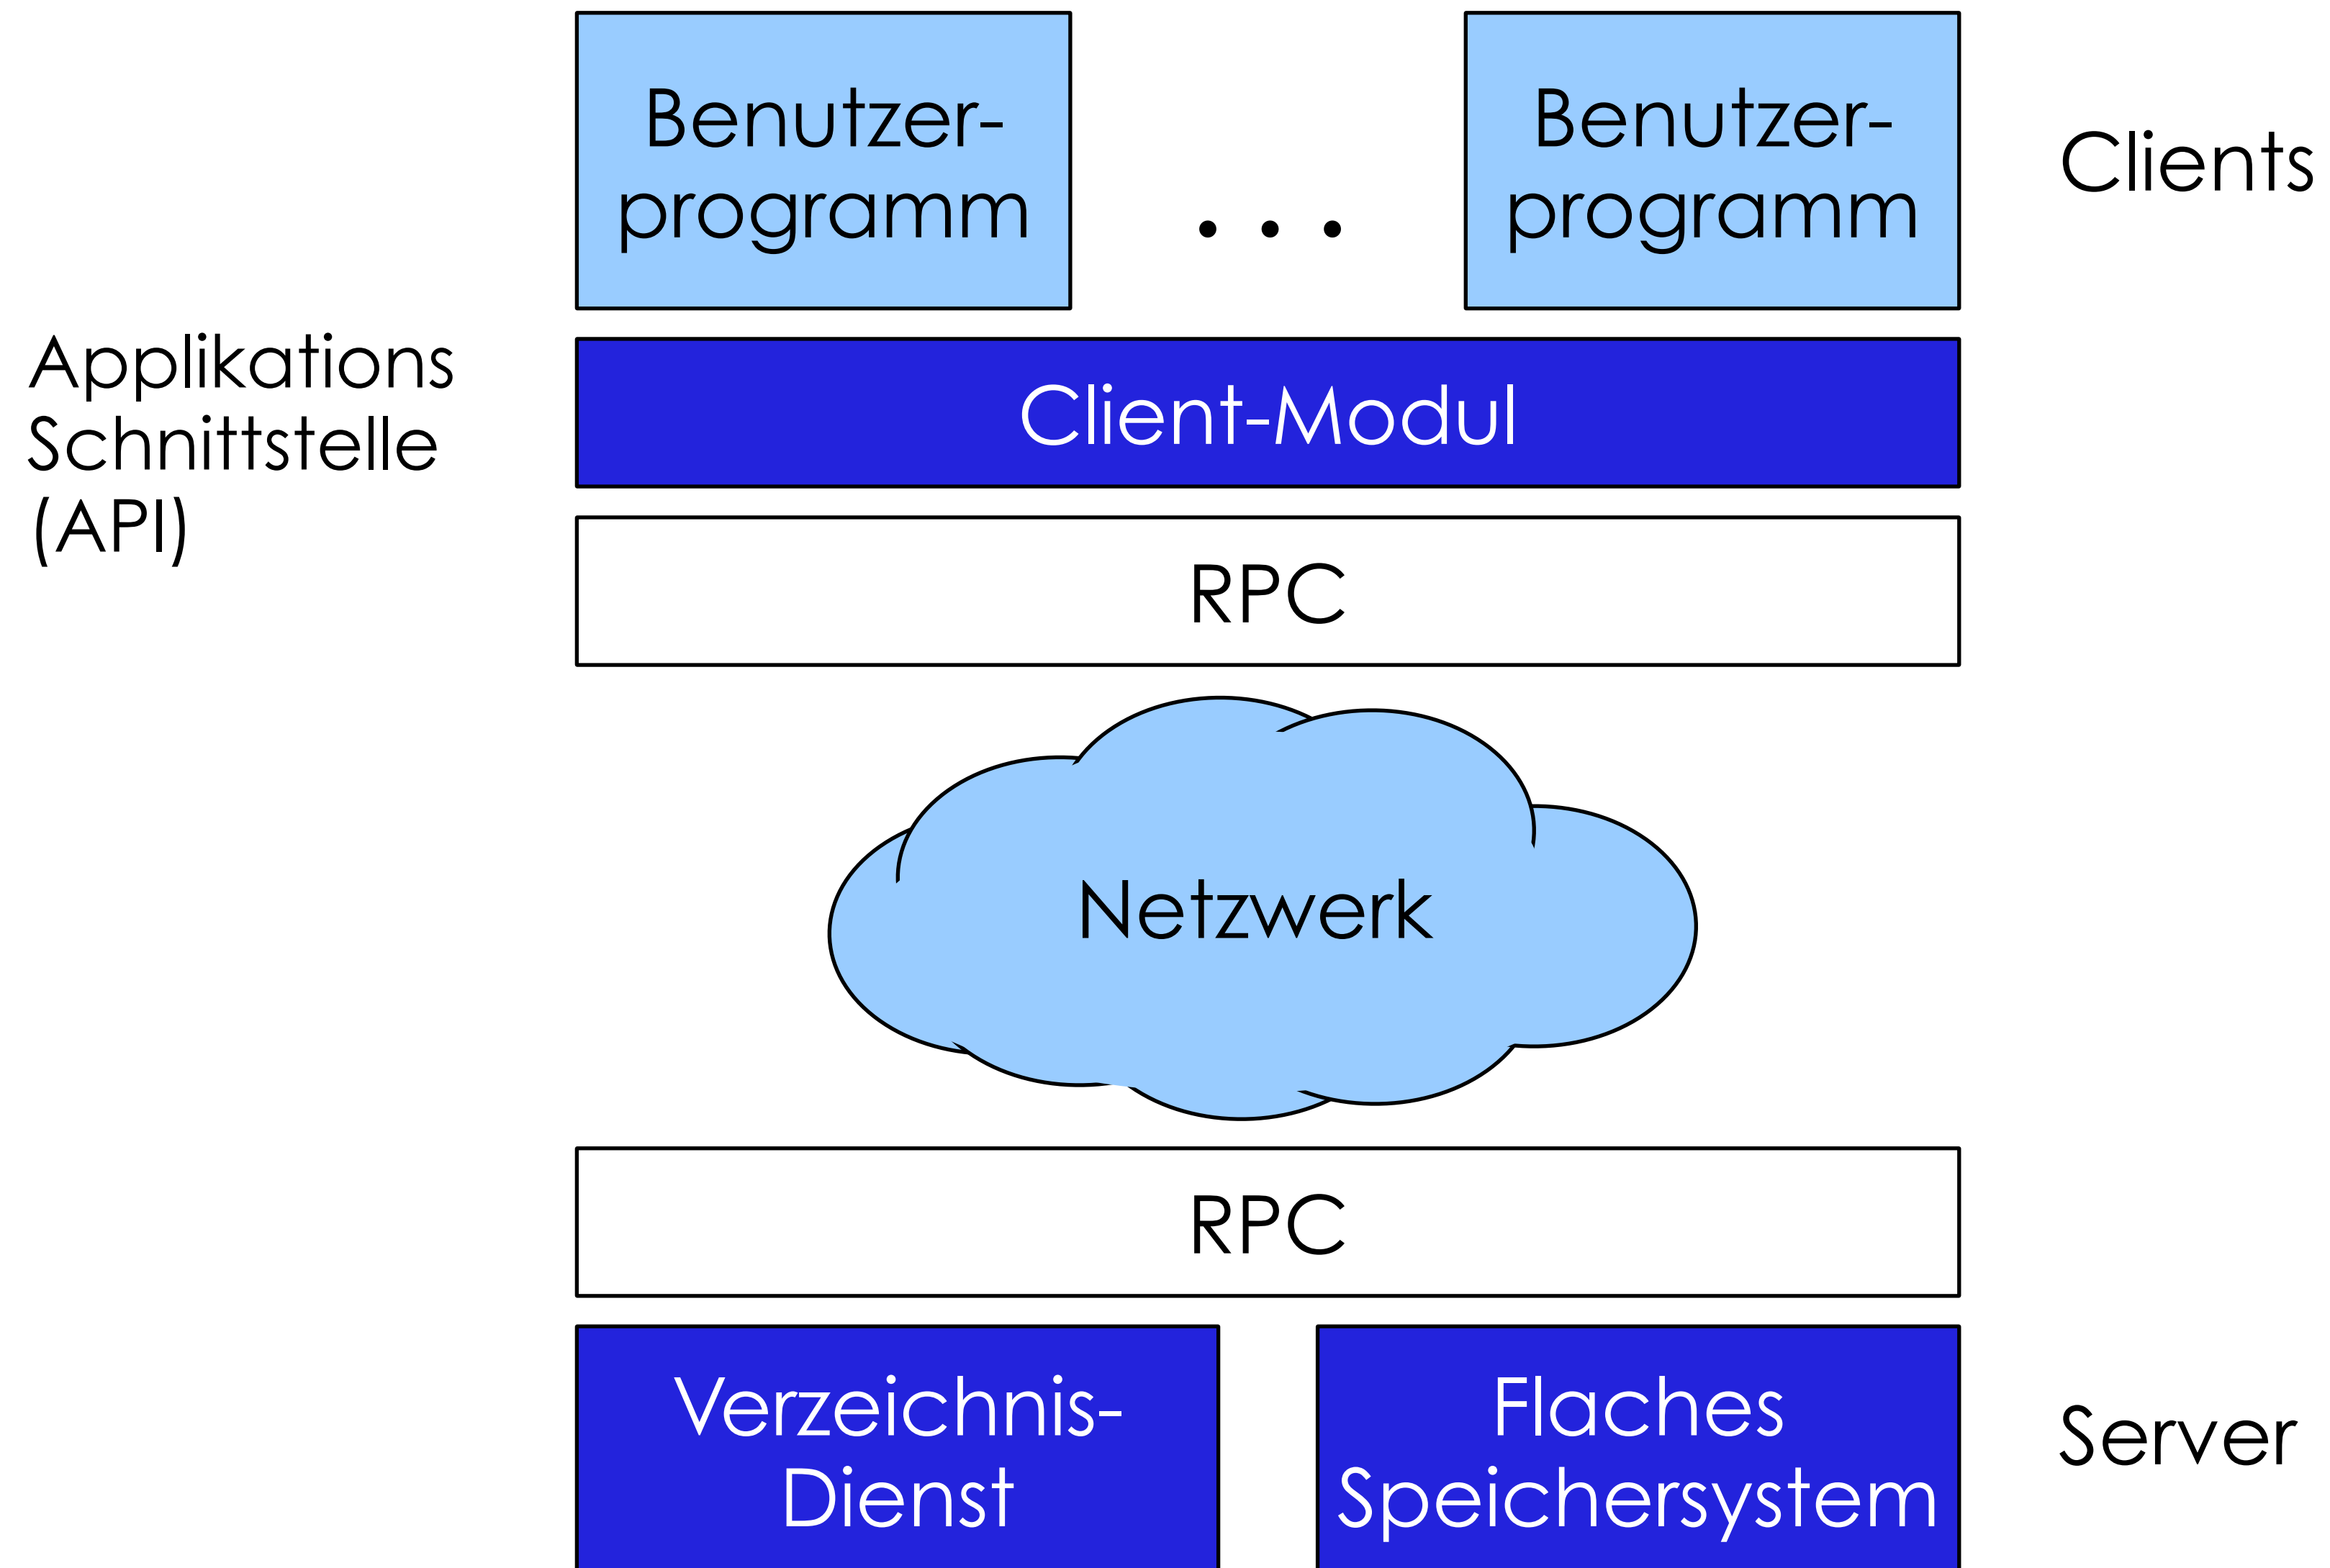 Benutzer-
programm
. . .
Benutzer-
programm
Clients
Applikations
Schnittstelle
(API)
Client-Modul
RPC
Netzwerk
RPC
Verzeichnis-
Dienst
Flaches
Speichersystem
Server